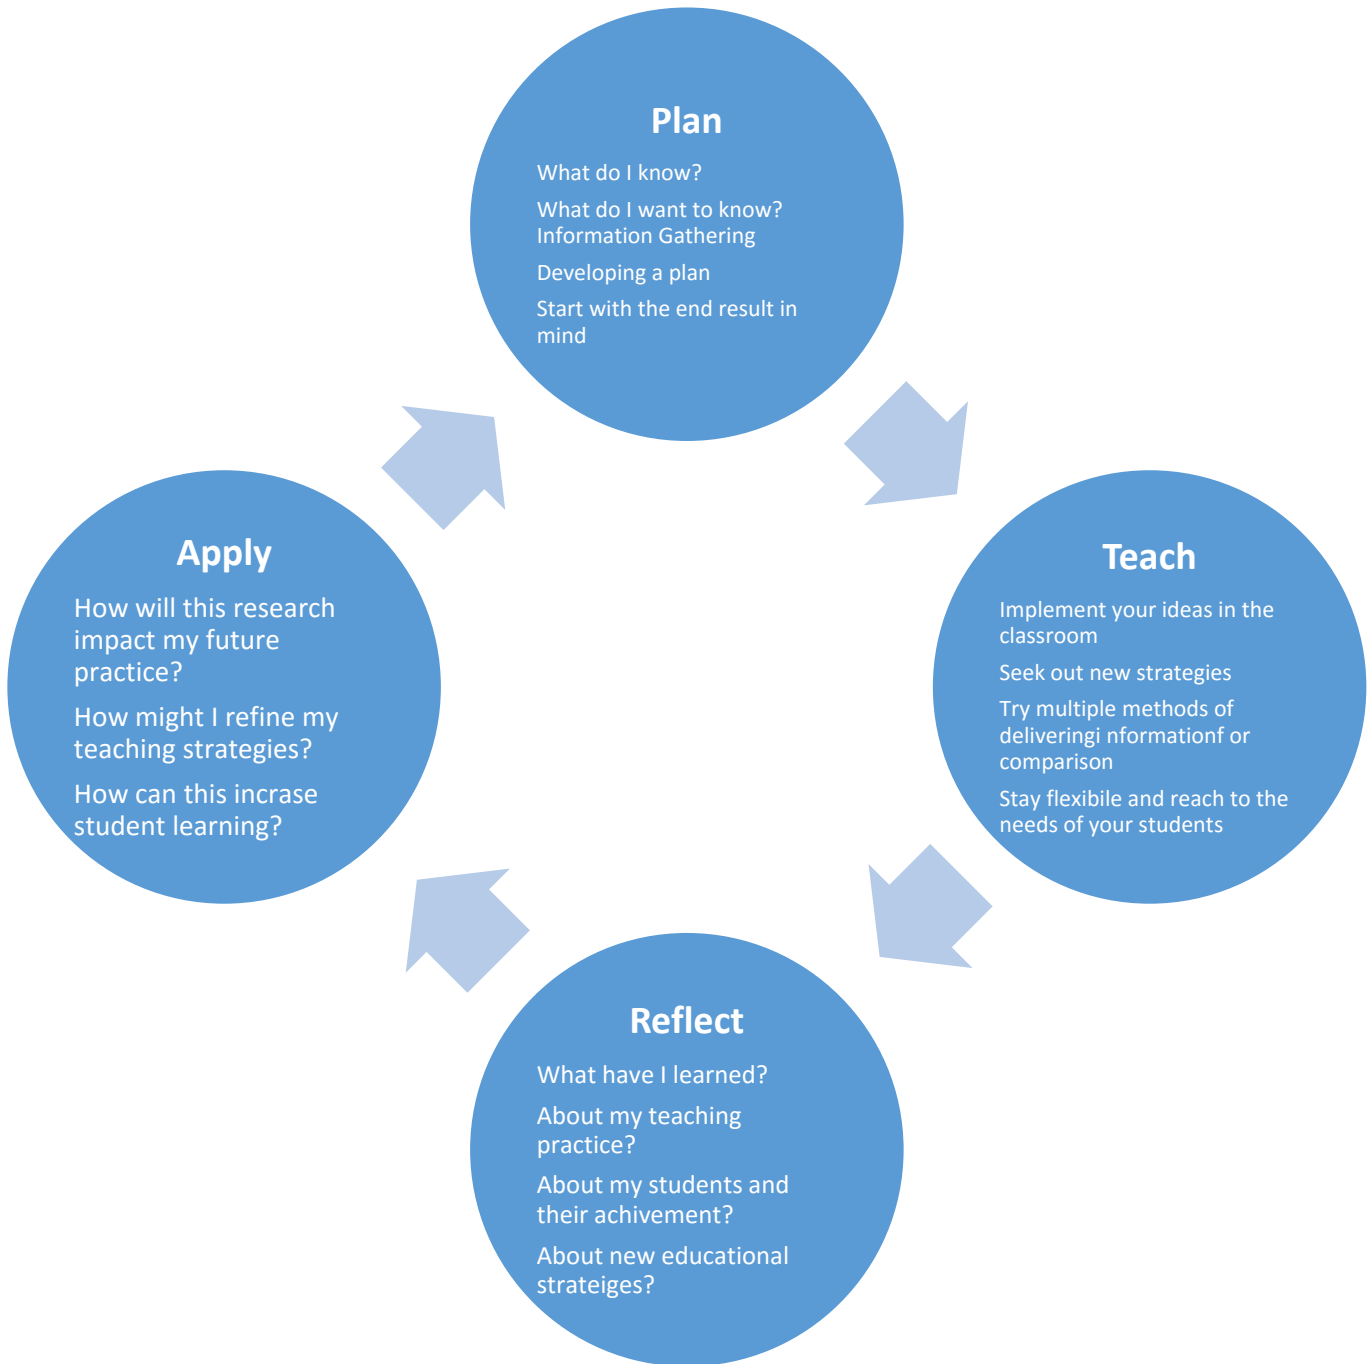 Plan
What do I know?
What do I want to know?
Information Gathering
Developing a plan
Start with the end result in
mind
Teach
Implement your ideas in the
classroom
Seek out new strategies
Try multiple methods of
deliveringi nformationf or
comparison
Stay flexibile and reach to the
needs of your students
Reflect
What have I learned?
About my teaching
practice?
About my students and
their achivement?
About new educational
strateiges?
Apply
How will this research
impact my future
practice?
How might I refine my
teaching strategies?
How can this incrase
student learning?